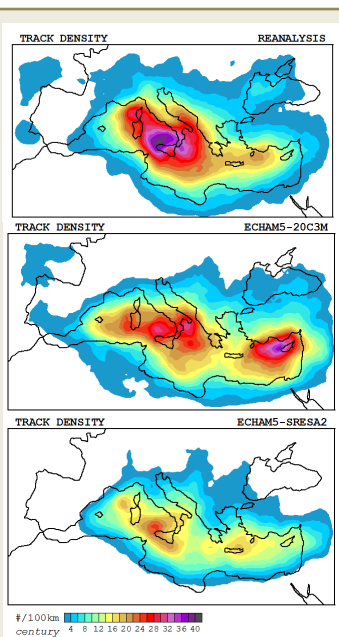 TRACK DENSITY REANALYSIS
TRACK DENSITY ECHAM5-20C3M
TRACK DENSITY ECHAM5-SRESA2
#/100km
century 4 8 12 16 20 24 28 32 36 40